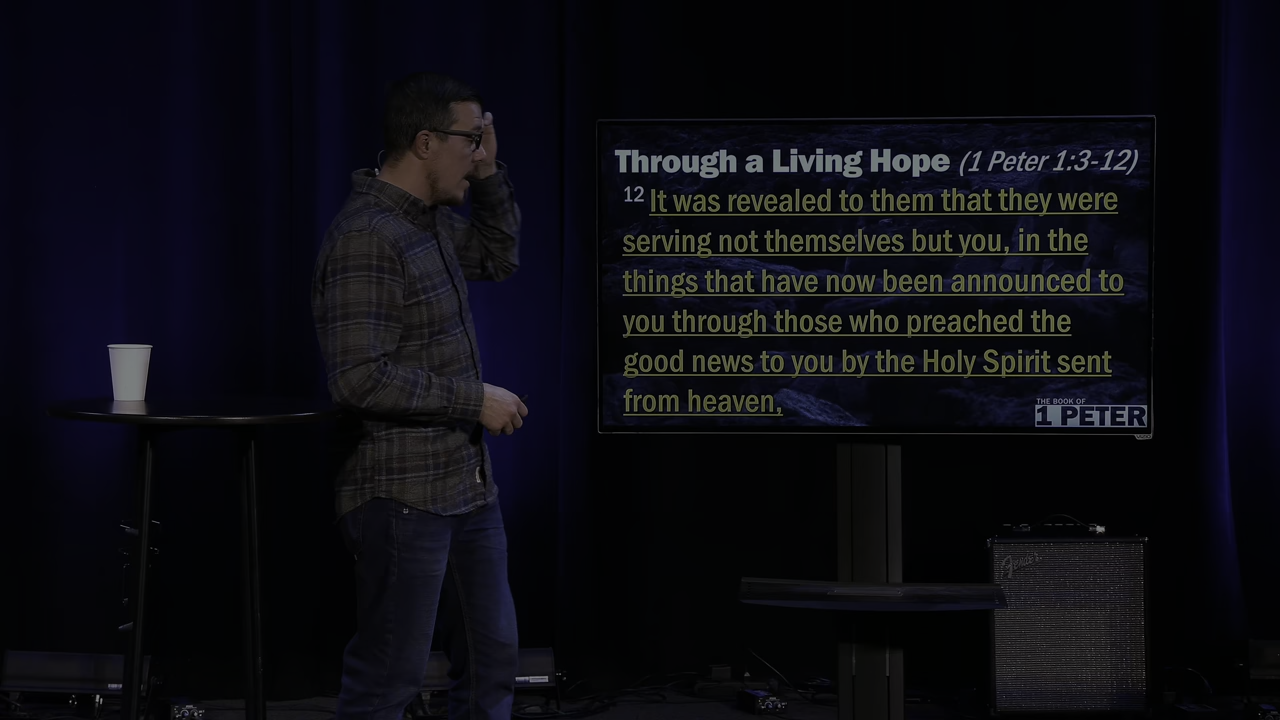 Through a Living Hope (1 Peter 1:3-12)
12 It was revealed to them that they were
serving not themselves but you, in the
things that have now been announced to
you through those who preached the
good news to you by the Holy Spirit sent
from heaven,
THE BOOK OF
1 PETER
Fender